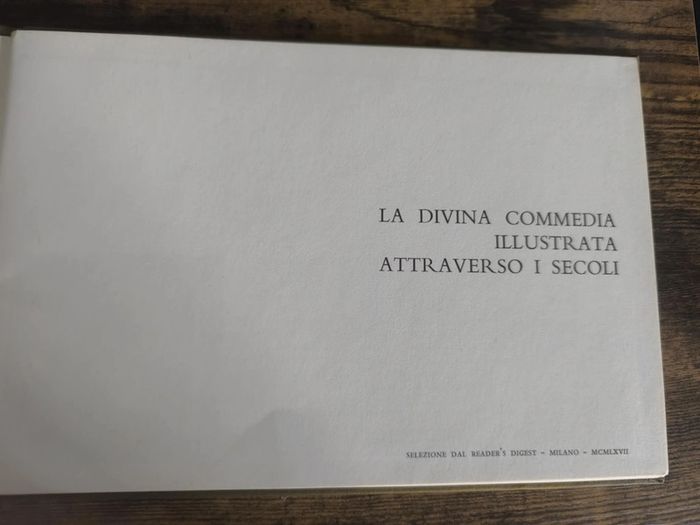 LA DIVINA COMMEDIA
ILLUSTRATA
ATTRAVERSO I SECOLI
SELEZIONE DAL READER'S DIGEST - MILANO - MCMLXVII